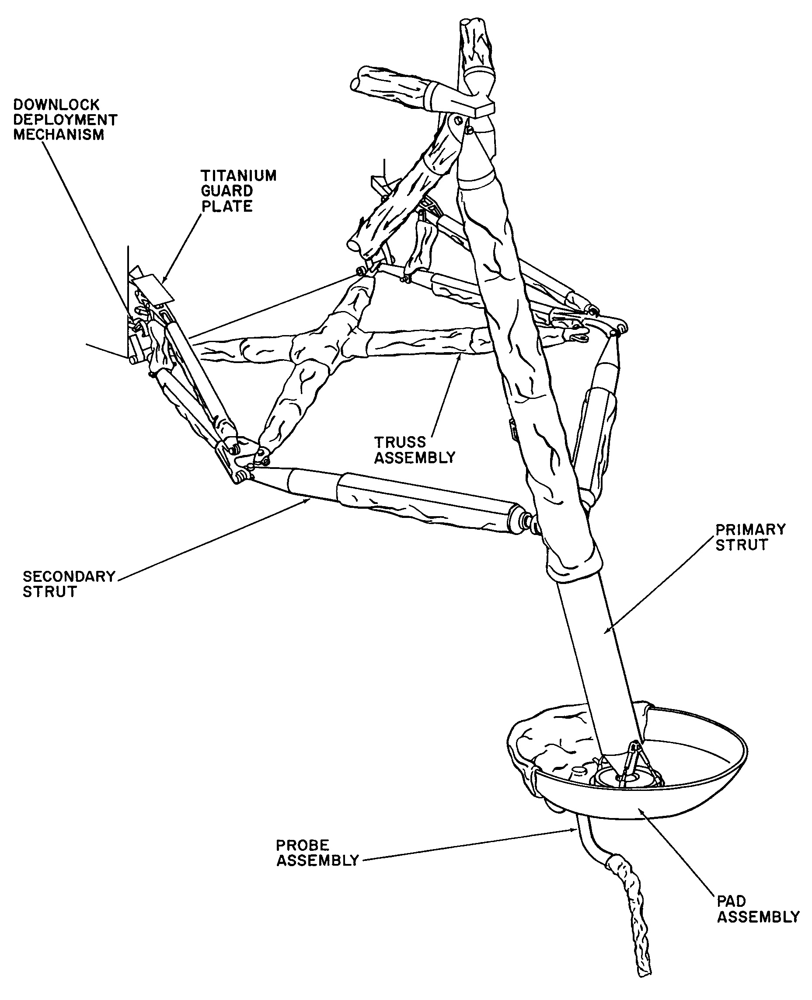 DOWNLOCK
DEPLOYMENT
MECHANISM
TITANIUM
GUARD
PLATE
TRUSS
ASSEMBLY
PRIMARY
STRUT
SECONDARY
STRUT
PROBE
ASSEMBLY
PAD
ASSEMBLY